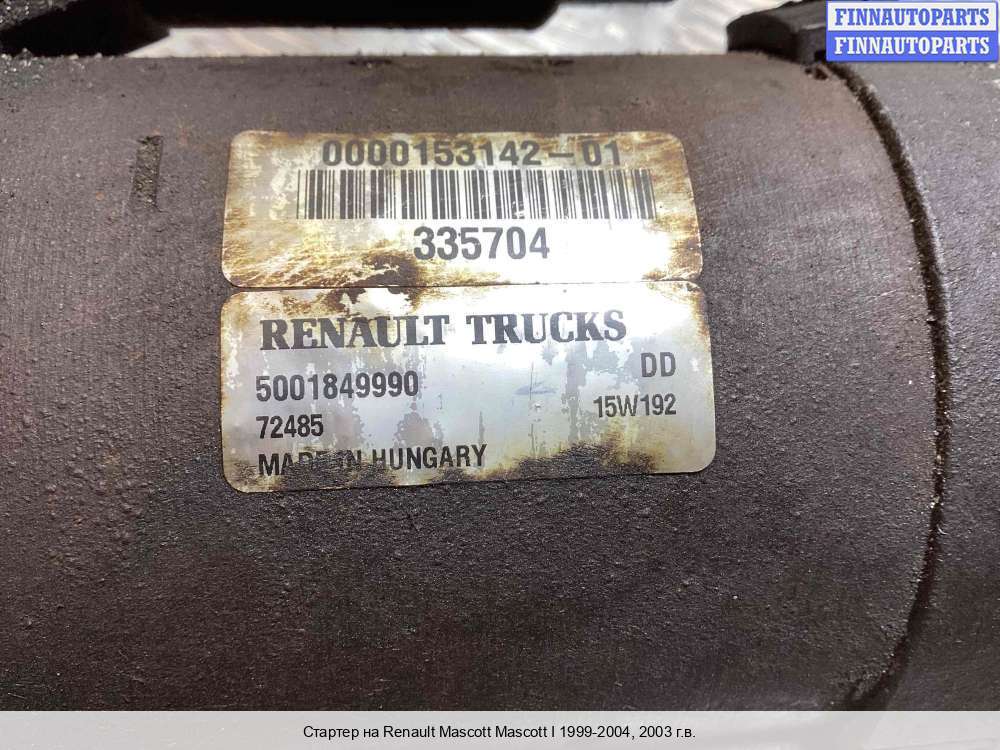 FINNAUTOPARTS
FINNAUTOPARTS
0000153142-01
335704
RENAULT TRUCKS
5001849990
DD
72485
15W192
MADE IN HUNGARY
Стартер на Renault Mascott Mascott I 1999-2004, 2003 г.в.